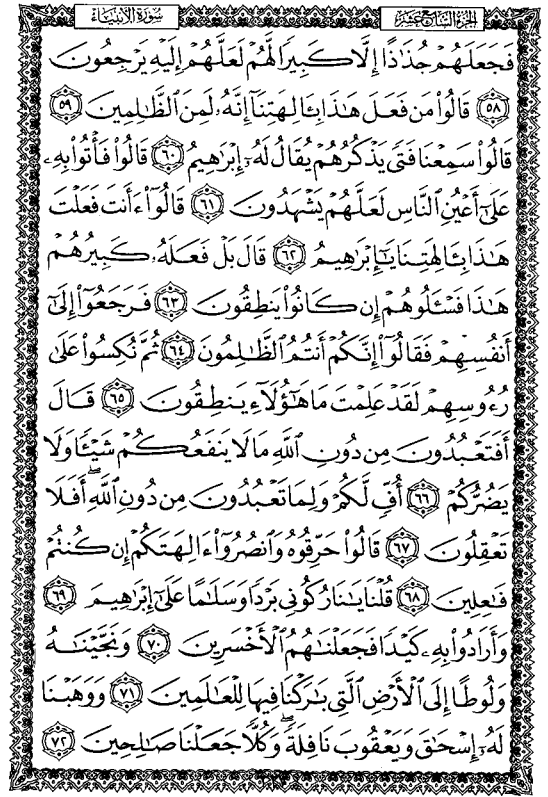 الجزء السابع عشر
سورة الأنبياء
فَجَعَلَهُمْ جُذَٰذًا إِلَّا كَبِيرًا لَّهُمْ لَعَلَّهُمْ إِلَيْهِ يَرْجِعُونَ
٥٨ قَالُوا۟ مَن فَعَلَ هَٰذَا بِـَٔالِهَتِنَآ إِنَّهُۥ لَمِنَ ٱلظَّٰلِمِينَ ٥٩
قَالُوا۟ سَمِعْنَا فَتًى يَذْكُرُهُمْ يُقَالُ لَهُۥٓ إِبْرَٰهِيمُ ٦٠ قَالُوا۟ فَأْتُوا۟ بِهِۦ
عَلَىٰٓ أَعْيُنِ ٱلنَّاسِ لَعَلَّهُمْ يَشْهَدُونَ ٦١ قَالُوٓا۟ ءَأَنتَ فَعَلْتَ
هَٰذَا بِـَٔالِهَتِنَا يَٰٓإِبْرَٰهِيمُ ٦٢ قَالَ بَلْ فَعَلَهُۥ كَبِيرُهُمْ
هَٰذَا فَسْـَٔلُوهُمْ إِن كَانُوا۟ يَنطِقُونَ ٦٣ فَرَجَعُوٓا۟ إِلَىٰٓ
أَنفُسِهِمْ فَقَالُوٓا۟ إِنَّكُمْ أَنتُمُ ٱلظَّٰلِمُونَ ٦٤ ثُمَّ نُكِسُوا۟ عَلَىٰ
رُءُوسِهِمْ لَقَدْ عَلِمْتَ مَا هَٰٓؤُلَآءِ يَنطِقُونَ ٦٥ قَالَ
أَفَتَعْبُدُونَ مِن دُونِ ٱللَّهِ مَا لَا يَنفَعُكُمْ شَيْـًٔا وَلَا
يَضُرُّكُمْ ٦٦ أُفٍّ لَّكُمْ وَلِمَا تَعْبُدُونَ مِن دُونِ ٱللَّهِ ۖ أَفَلَا
تَعْقِلُونَ ٦٧ قَالُوا۟ حَرِّقُوهُ وَٱنصُرُوٓا۟ ءَالِهَتَكُمْ إِن كُنتُمْ
فَٰعِلِينَ ٦٨ قُلْنَا يَٰنَارُ كُونِى بَرْدًا وَسَلَٰمًا عَلَىٰٓ إِبْرَٰهِيمَ ٦٩
وَأَرَادُوا۟ بِهِۦ كَيْدًا فَجَعَلْنَٰهُمُ ٱلْأَخْسَرِينَ ٧٠ وَنَجَّيْنَٰهُ
وَلُوطًا إِلَى ٱلْأَرْضِ ٱلَّتِى بَٰرَكْنَا فِيهَا لِلْعَٰلَمِينَ ٧١ وَوَهَبْنَا
لَهُۥٓ إِسْحَٰقَ وَيَعْقُوبَ نَافِلَةً ۖ وَكُلًّا جَعَلْنَا صَٰلِحِينَ ٧٢